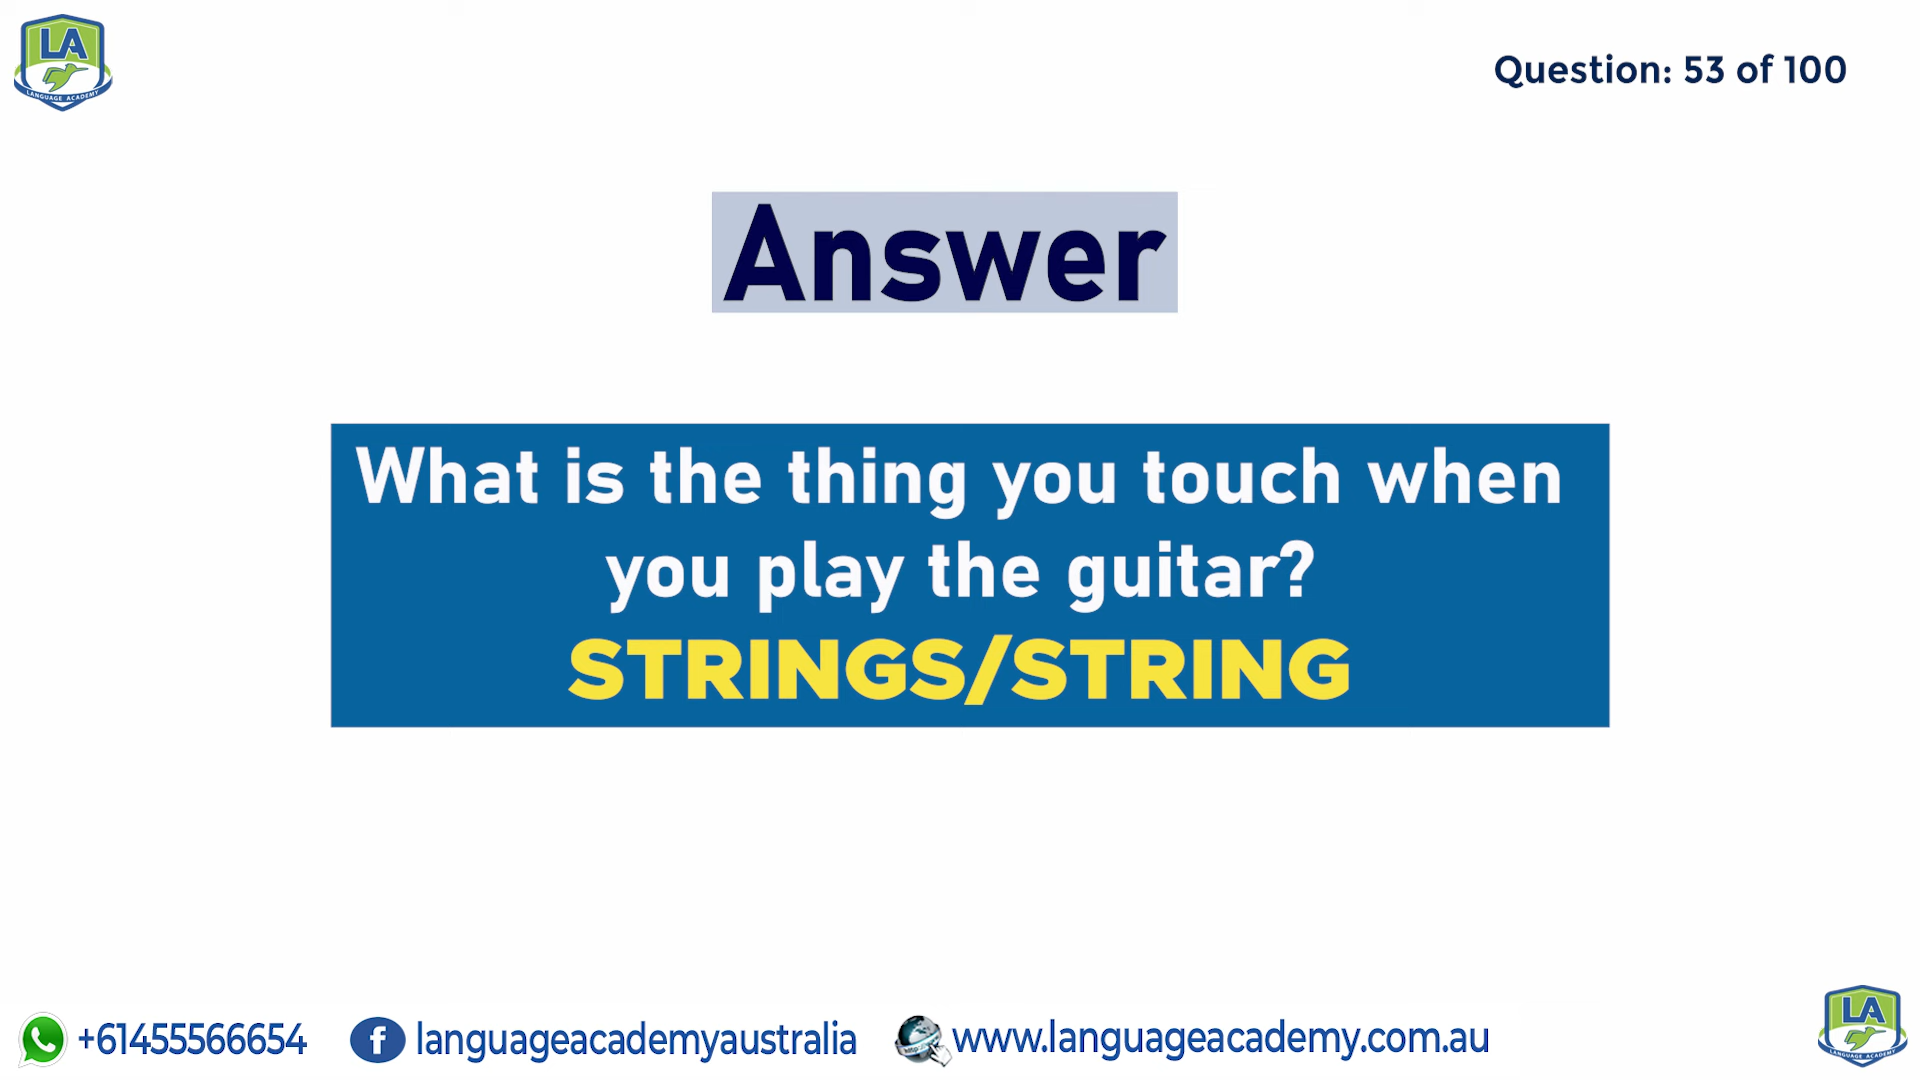 LA
LANGUAGE ACADEMY
Question: 53 of 100
Answer
What is the thing you touch when
you play the guitar?
STRINGS/STRING
+61455566654
languageacademyaustralia
www.languageacademy.com.au
LA
LANGUAGE ACADEMY